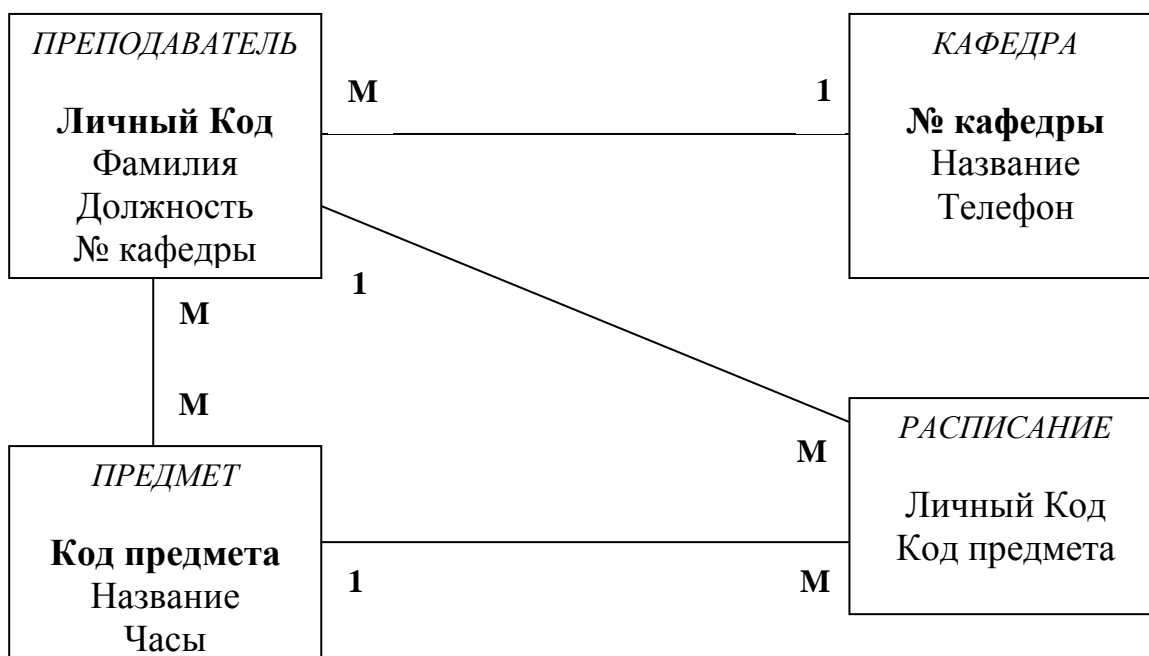 ПРЕПОДАВАТЕЛЬ
Личный Код
Фамилия
Должность
№ кафедры
М
1
КАФЕДРА
№ кафедры
Название
Телефон
1
М
М
М
РАСПИСАНИЕ
Личный Код
Код предмета
ПРЕДМЕТ
Код предмета
Название
Часы
1
М